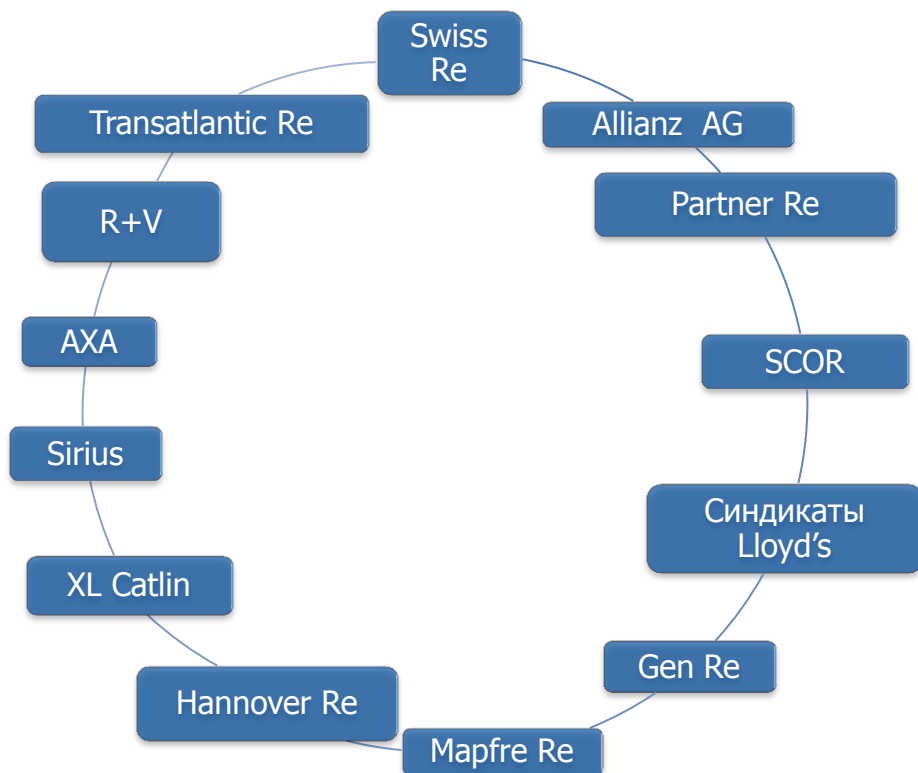 Swiss
Re
Allianz AG
Partner Re
SCOR
Синдикаты
Lloyd’s
Gen Re
Mapfre Re
Hannover Re
XL Catlin
Sirius
AXA
R+V
Transatlantic Re